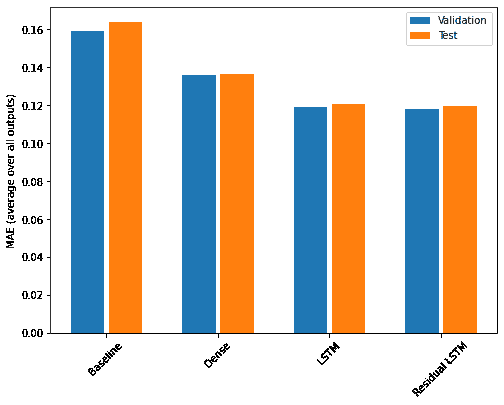 Validation
Test
MAE (average over all outputs)
0.16
0.14
0.12
0.10
0.08
0.06
0.04
0.02
0.00
Baseline
Dense
LSTM
Residual LSTM